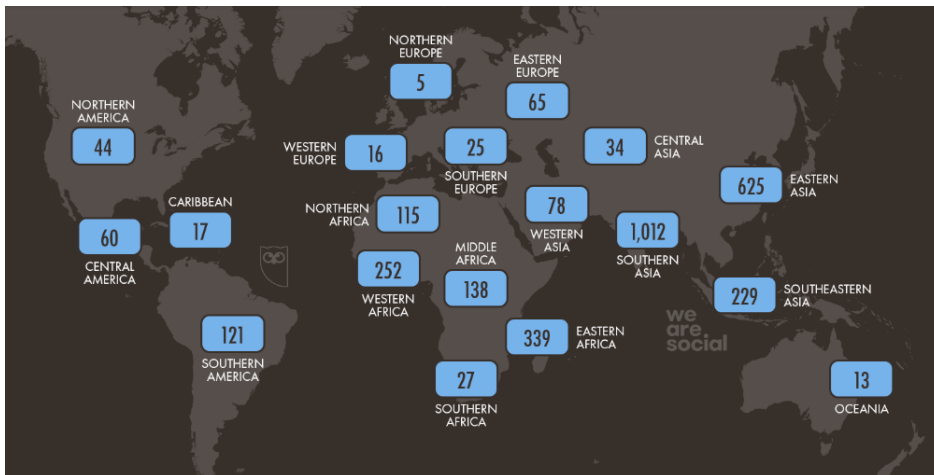 NORTHERN
EUROPE
5
EASTERN
EUROPE
65
NORTHERN
AMERICA
44
WESTERN
EUROPE
16
25
SOUTHERN
EUROPE
34
CENTRAL
ASIA
625
EASTERN
ASIA
CARIBBEAN
17
NORTHERN
AFRICA
115
78
WESTERN
ASIA
1,012
SOUTHERN
ASIA
60
CENTRAL
AMERICA
252
WESTERN
AFRICA
MIDDLE
AFRICA
138
229
SOUTHEASTERN
ASIA
we
are
social
121
SOUTHERN
AMERICA
339
EASTERN
AFRICA
27
SOUTHERN
AFRICA
13
OCEANIA